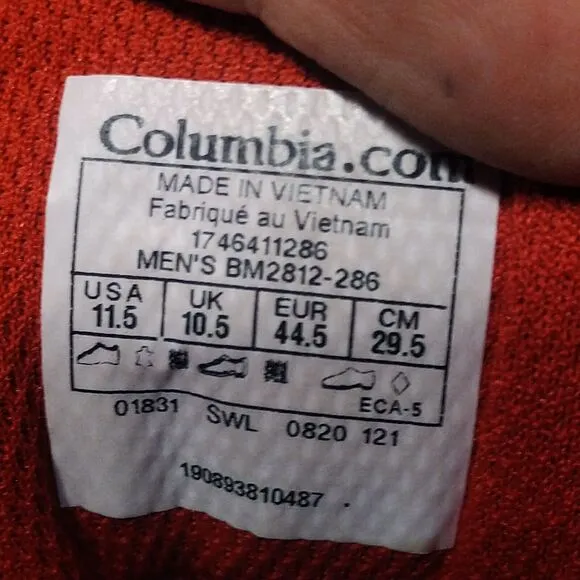 Columbia.com
MADE IN VIETNAM
Fabriqué au Vietnam
1746411286
MEN'S BM2812-286
USA UK EUR CM
11.5 10.5 44.5 29.5
ECA-5
01831 SWL 0820 121
190893810487